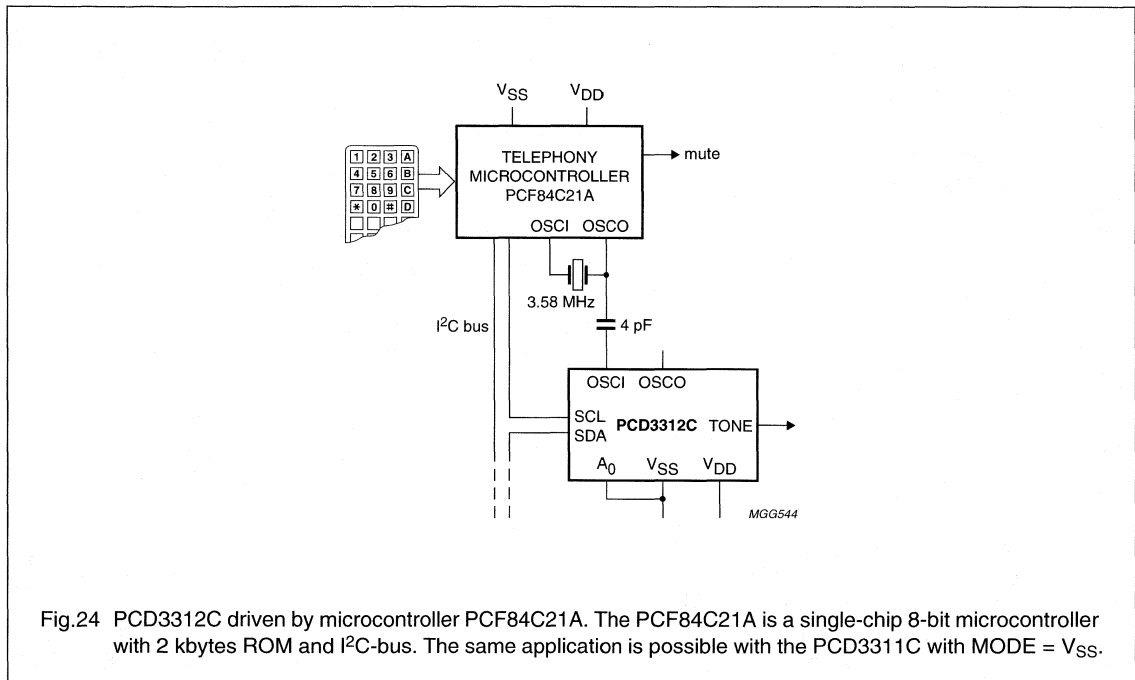 VSS VDD
1 2 3 A
4 5 6 B
7 8 9 C
* 0 # D
TELEPHONY
MICROCONTROLLER
PCF84C21A
OSCI OSCO
mute
3.58 MHz
I2C bus
4 pF
OSCI OSCO
SCL
SDA
PCD3312C
TONE
A0 VSS VDD
MGG544
Fig.24 PCD3312C driven by microcontroller PCF84C21A. The PCF84C21A is a single-chip 8-bit microcontroller
with 2 kbytes ROM and I2C-bus. The same application is possible with the PCD3311C with MODE = VSS.